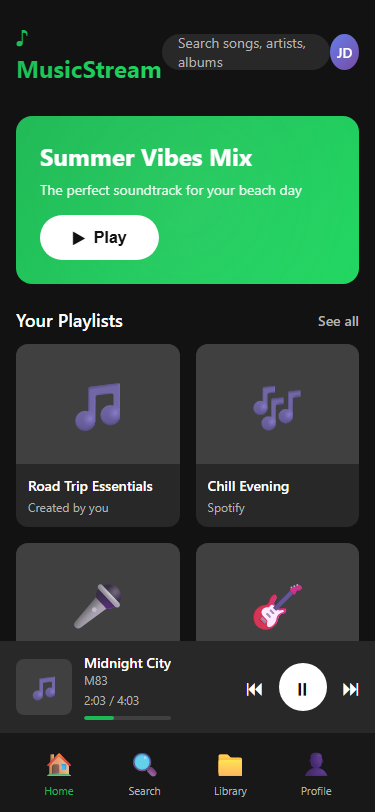 MusicStream
Search songs, artists,
albums
JD
Summer Vibes Mix
The perfect soundtrack for your beach day
Play
Your Playlists
See all
Road Trip Essentials
Created by you
Chill Evening
Spotify
Midnight City
M83
2:03 / 4:03
Home
Search
Library
Profile